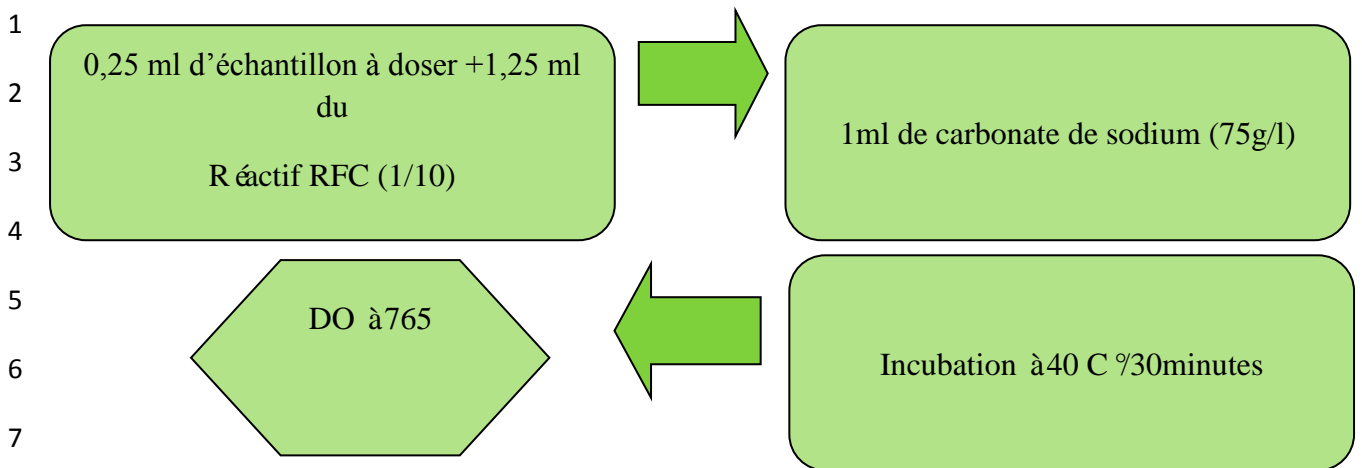 1
2
3
4
5
6
7
0,25 ml d’échantillon à doser +1,25 ml
du
Réactif RFC (1/10)
1ml de carbonate de sodium (75g/l)
DO à765
Incubation à40 C °/30minutes